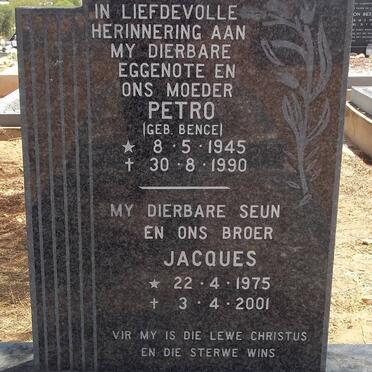 IN LIEFDEVOLLE
HERINNERING AAN
MY DIERBARE
EGGENOTE EN
ONS MOEDER
PETRO
(GEB. BENCE)
★ 8 - 5 - 1945
† 30 - 8 - 1990
MY DIERBARE SEUN
EN ONS BROER
JACQUES
★ 22 - 4 - 1975
† 3 - 4 - 2001
VIR MY IS DIE LEWE CHRISTUS
EN DIE STERWE WINS